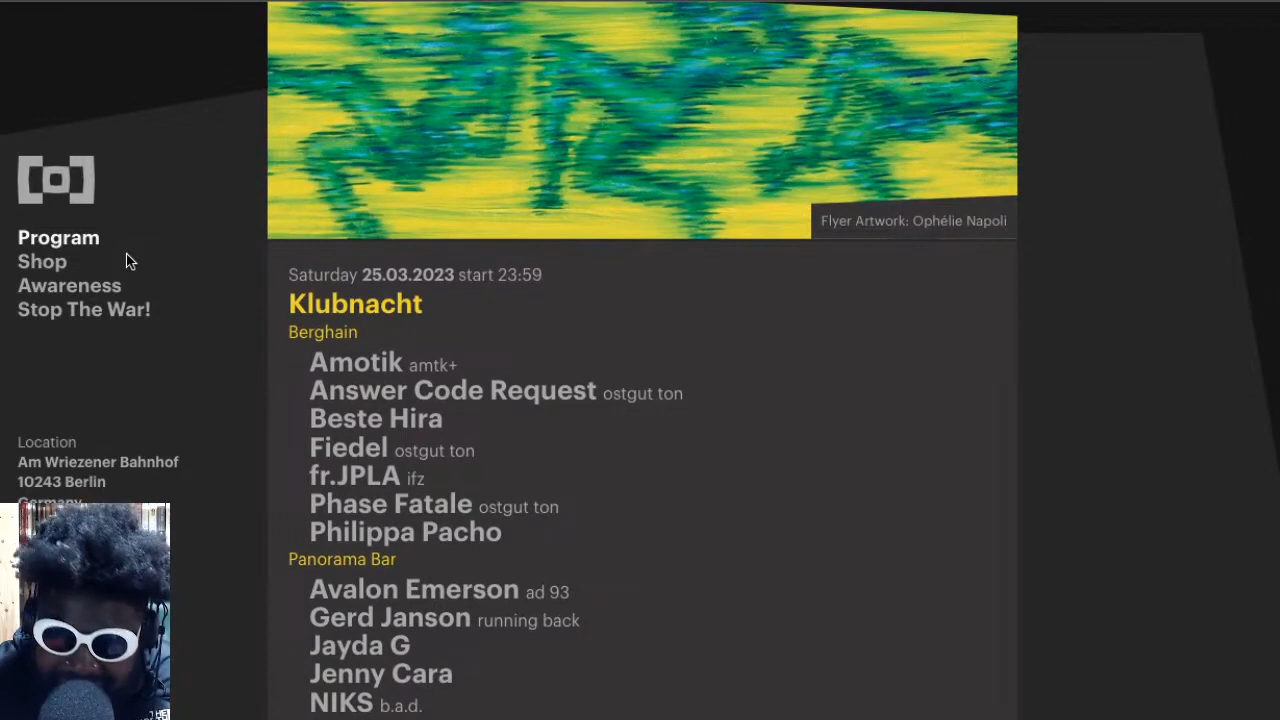 Flyer Artwork: Ophélie Napoli
Program
Shop
Awareness
Stop The War!
Location
Am Wriezener Bahnhof
10243 Berlin
Germany
Saturday 25.03.2023 start 23:59
Klubnacht
Berghain
Amotik amtk+
Answer Code Request ostgut ton
Beste Hira
Fiedel ostgut ton
fr.JPLA ifz
Phase Fatale ostgut ton
Philippa Pacho
Panorama Bar
Avalon Emerson ad 93
Gerd Janson running back
Jayda G
Jenny Cara
NIKS b.a.d.